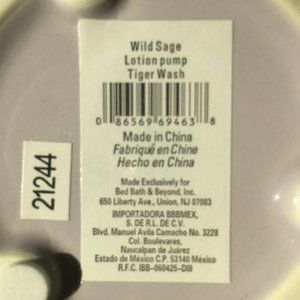 Wild Sage
Lotion pump
Tiger Wash
0 86569 69463 8
Made in China
Fabriqué en Chine
Hecho en China
Made Exclusively for
Bed Bath & Beyond, Inc.
650 Liberty Ave., Union, NJ 07083
IMPORTADORA BBBMEX,
S. DE R.L. DE C.V.
Blvd. Manuel Avila Camacho No. 3228
Col. Boulevares,
Naucalpan de Juárez
Estado de México C.P. 53140 México
R.F.C. IBB-060425-DI8
21244